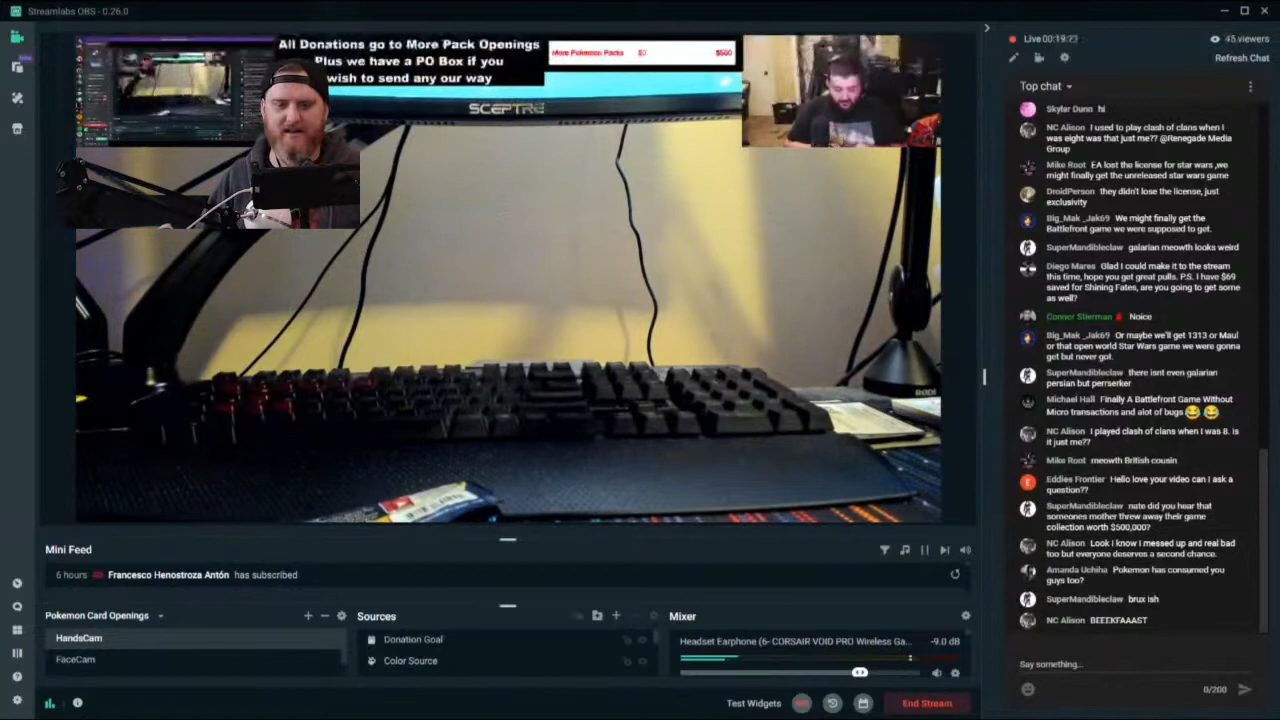 Streamlabs OBS - 0.26.0
All Donations go to More Pack Openings
Plus we have a PO Box if you
wish to send any our way
More Pokemon Packs $0 $500
SCEPTRE
RODE
Live 00:19:23
45 viewers
Refresh Chat
Top chat
Skylar Dunn hi
NC Alison I used to play clash of clans when I
was eight was that just me?? @Renegade Media
Group
Mike Root EA lost the license for star wars ,we
might finally get the unreleased star wars game
DroidPerson they didn't lose the license, just
exclusivity
Big_Mak_Jak69 We might finally get the
Battlefront game we were supposed to get.
SuperMandibleclaw galarian meowth looks weird
Diego Mares Glad I could make it to the stream
this time, hope you get great pulls. P.S. I have $69
saved for Shining Fates, are you going to get some
as well?
Connor Stierman Noice
Big_Mak_Jak69 Or maybe we'll get 1313 or Maul
or that open world Star Wars game we were gonna
get but never got.
SuperMandibleclaw there isnt even galarian
persian but perrserker
Michael Hall Finally A Battlefront Game Without
Micro transactions and alot of bugs 😂 😂
NC Alison I played clash of clans when I was 8. is
it just me??
Mike Root meowth British cousin
Eddies Frontier Hello love your video can I ask a
question??
SuperMandibleclaw nate did you hear that
someones mother threw away their game
collection worth $500,000?
NC Alison Look I know I messed up and real bad
too but everyone deserves a second chance.
Amanda Uchiha Pokemon has consumed you
guys too?
SuperMandibleclaw brux ish
NC Alison BEEEKFAAAST
Say something...
0/200
Mini Feed
6 hours Francesco Henostroza Antón has subscribed
Pokemon Card Openings
HandsCam
FaceCam
Sources
Donation Goal
Color Source
Mixer
Headset Earphone (6- CORSAIR VOID PRO Wireless Ga... -9.0 dB
Test Widgets
REC
End Stream